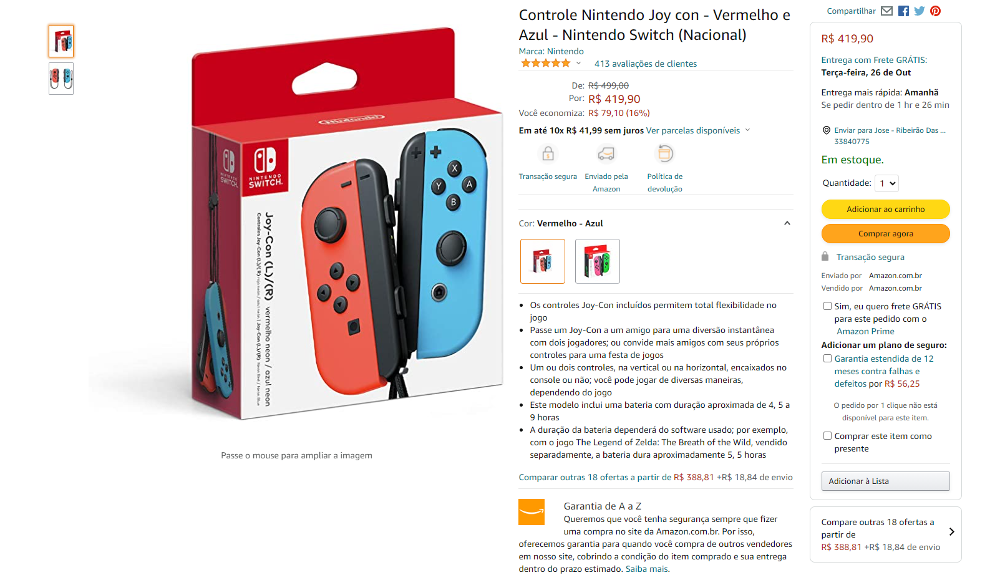 Controle Nintendo Joy con - Vermelho e
Azul - Nintendo Switch (Nacional)
Marca: Nintendo
413 avaliações de clientes
De: R$ 499,00
Por: R$ 419,90
Você economiza: R$ 79,10 (16%)
Em até 10x R$ 41,99 sem juros Ver parcelas disponíveis
Transação segura
Enviado pela
Amazon
Política de
devolução
Cor: Vermelho - Azul
Os controles Joy-Con incluídos permitem total flexibilidade no
jogo
Passe um Joy-Con a um amigo para uma diversão instantânea
com dois jogadores; ou convide mais amigos com seus próprios
controles para uma festa de jogos
Um ou dois controles, na vertical ou na horizontal, encaixados no
console ou não; você pode jogar de diversas maneiras,
dependendo do jogo
Este modelo inclui uma bateria com duração aproximada de 4, 5 a
9 horas
A duração da bateria dependerá do software usado; por exemplo,
com o jogo The Legend of Zelda: The Breath of the Wild, vendido
separadamente, a bateria dura aproximadamente 5, 5 horas
Comparar outras 18 ofertas a partir de R$ 388,81 +R$ 18,84 de envio
Garantia de A a Z
Queremos que você tenha segurança sempre que fizer
uma compra no site da Amazon.com.br. Por isso,
oferecemos garantia para quando você compra de outros vendedores
em nosso site, cobrindo a condição do item comprado e sua entrega
dentro do prazo estimado. Saiba mais.
Nintendo
NINTENDO
SWITCH.
NINTENDO
SWITCH.
Joy-Con (L)/(R) vermelho neon / azul neon
Controles Joy-Con (L)/(R) rojo neón / azul neón | Joy-Con (L)/(R) Neon Red / Neon Blue
X
Y
A
B
Passe o mouse para ampliar a imagem
Compartilhar
R$ 419,90
Entrega com Frete GRÁTIS:
Terça-feira, 26 de Out
Entrega mais rápida: Amanhã
Se pedir dentro de 1 hr e 26 min
Enviar para Jose - Ribeirão Das ...
33840775
Em estoque.
Quantidade: 1
Adicionar ao carrinho
Comprar agora
Transação segura
Enviado por Amazon.com.br
Vendido por Amazon.com.br
Sim, eu quero frete GRÁTIS
para este pedido com o
Amazon Prime
Adicionar um plano de seguro:
Garantia estendida de 12
meses contra falhas e
defeitos por R$ 56,25
O pedido por 1 clique não está
disponível para este item.
Comprar este item como
presente
Adicionar à Lista
Compare outras 18 ofertas a
partir de
R$ 388,81 +R$ 18,84 de envio